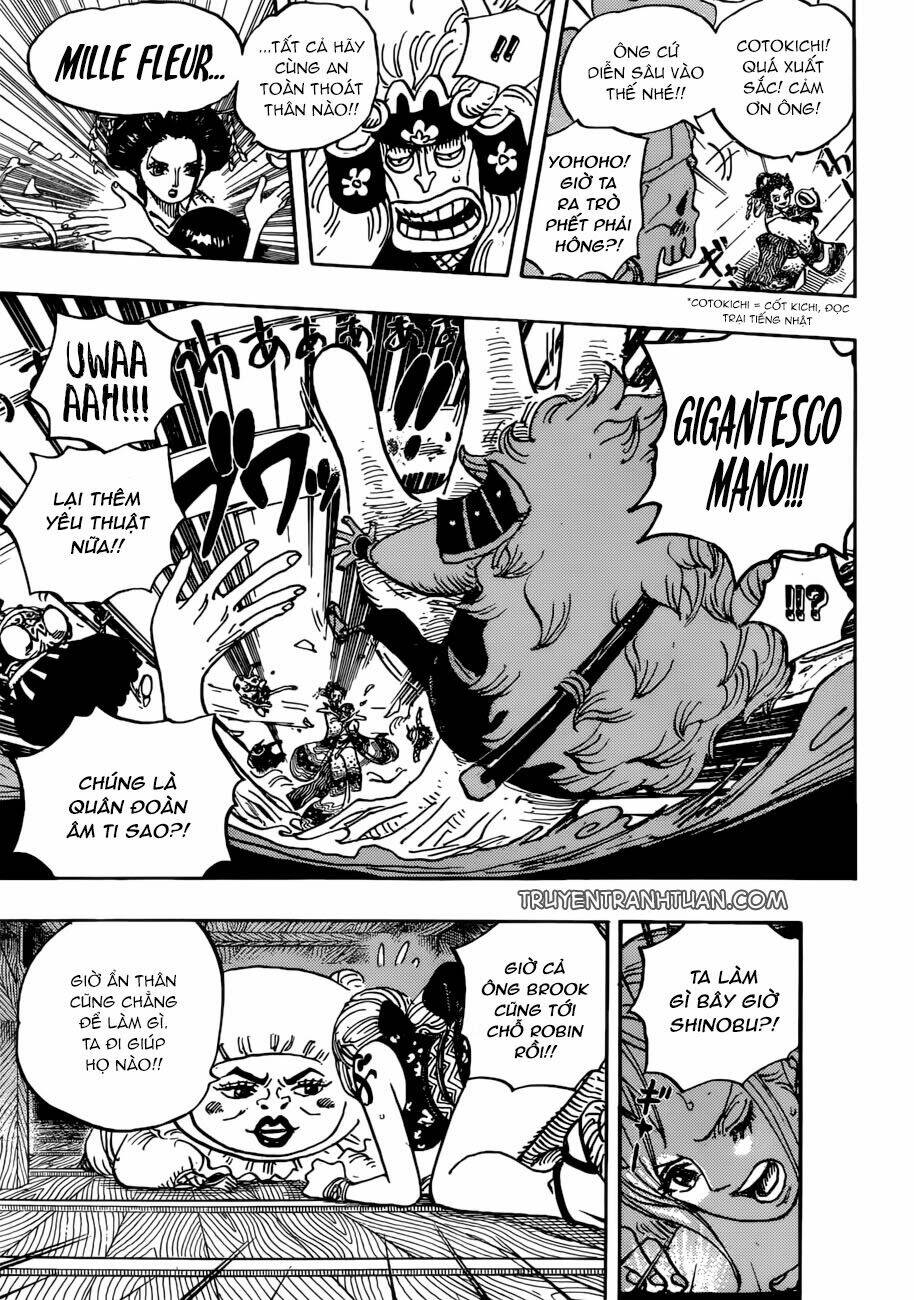 COTOKICHI!
QUÁ XUẤT
SẮC! CẢM
ƠN ÔNG!
ÔNG CỨ
DIỄN SÂU VÀO
THẾ NHÉ!!
YOHOHO!
GIỜ TA
RA TRÒ
PHẾT PHẢI
HÔNG?!
!!
...TẤT CẢ HÃY
CÙNG AN
TOÀN THOÁT
THÂN NÀO!!
MILLE FLEUR...
*COTOKICHI = CỐT KICHI, ĐỌC
TRẠI TIẾNG NHẬT
GIGANTESCO
MANO!!!
!!?
UWAA
AAH!!!
LẠI THÊM
YÊU THUẬT
NỮA!!
CHÚNG LÀ
QUÂN ĐOÀN
ÂM TI SAO?!
TRUYENTRANHTUAN.COM
TA LÀM
GÌ BÂY GIỜ
SHINOBU?!
GIỜ CẢ
ÔNG BROOK
CŨNG TỚI
CHỖ ROBIN
RỒI!!
GIỜ ẨN THÂN
CŨNG CHẲNG
ĐỂ LÀM GÌ.
TA ĐI GIÚP
HỌ NÀO!!